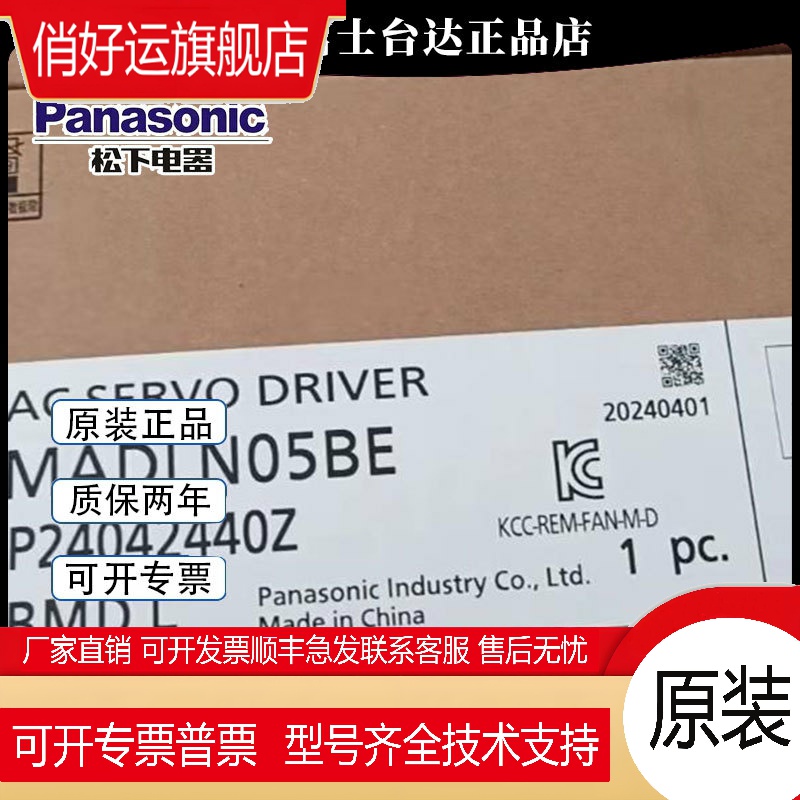 俏好运旗舰店
士台达正品店
Panasonic
松下电器
AC SERVO DRIVER
20240401
原装正品
MADLN05BE
质保两年
KCC-REM-FAN-M-D
P24042440Z
1 pc.
可开专票
Panasonic Industry Co., Ltd.
Made in China
厂家直销 可开发票顺丰急发联系客服 售后无忧
可开专票普票 型号齐全技术支持
原装